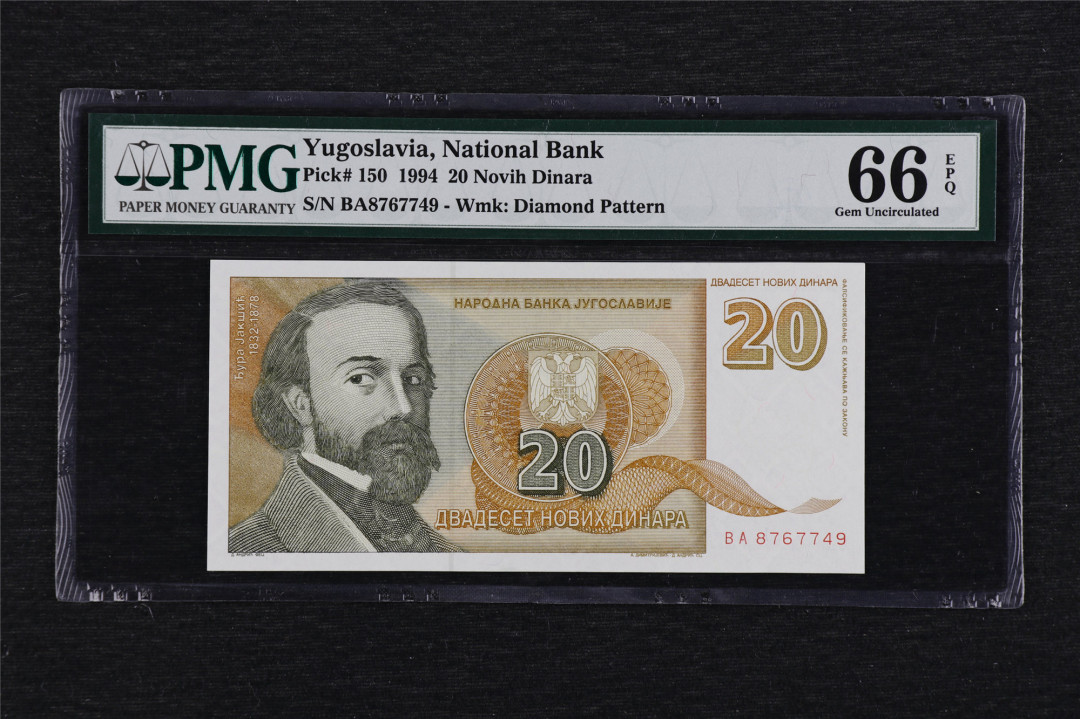 PMG
PAPER MONEY GUARANTY
Yugoslavia, National Bank
Pick# 150 1994 20 Novih Dinara
S/N BA8767749 - Wmk: Diamond Pattern
66
EPQ
Gem Uncirculated
Ђура Јакшић
1832-1878
НАРОДНА БАНКА ЈУГОСЛАВИЈЕ
20
ДВАДЕСЕТ НОВИХ ДИНАРА
ДВАДЕСЕТ НОВИХ ДИНАРА
20
ФАЛСИФИКОВАЊЕ СЕ КАЖЊАВА ПО ЗАКОНУ
BA 8767749